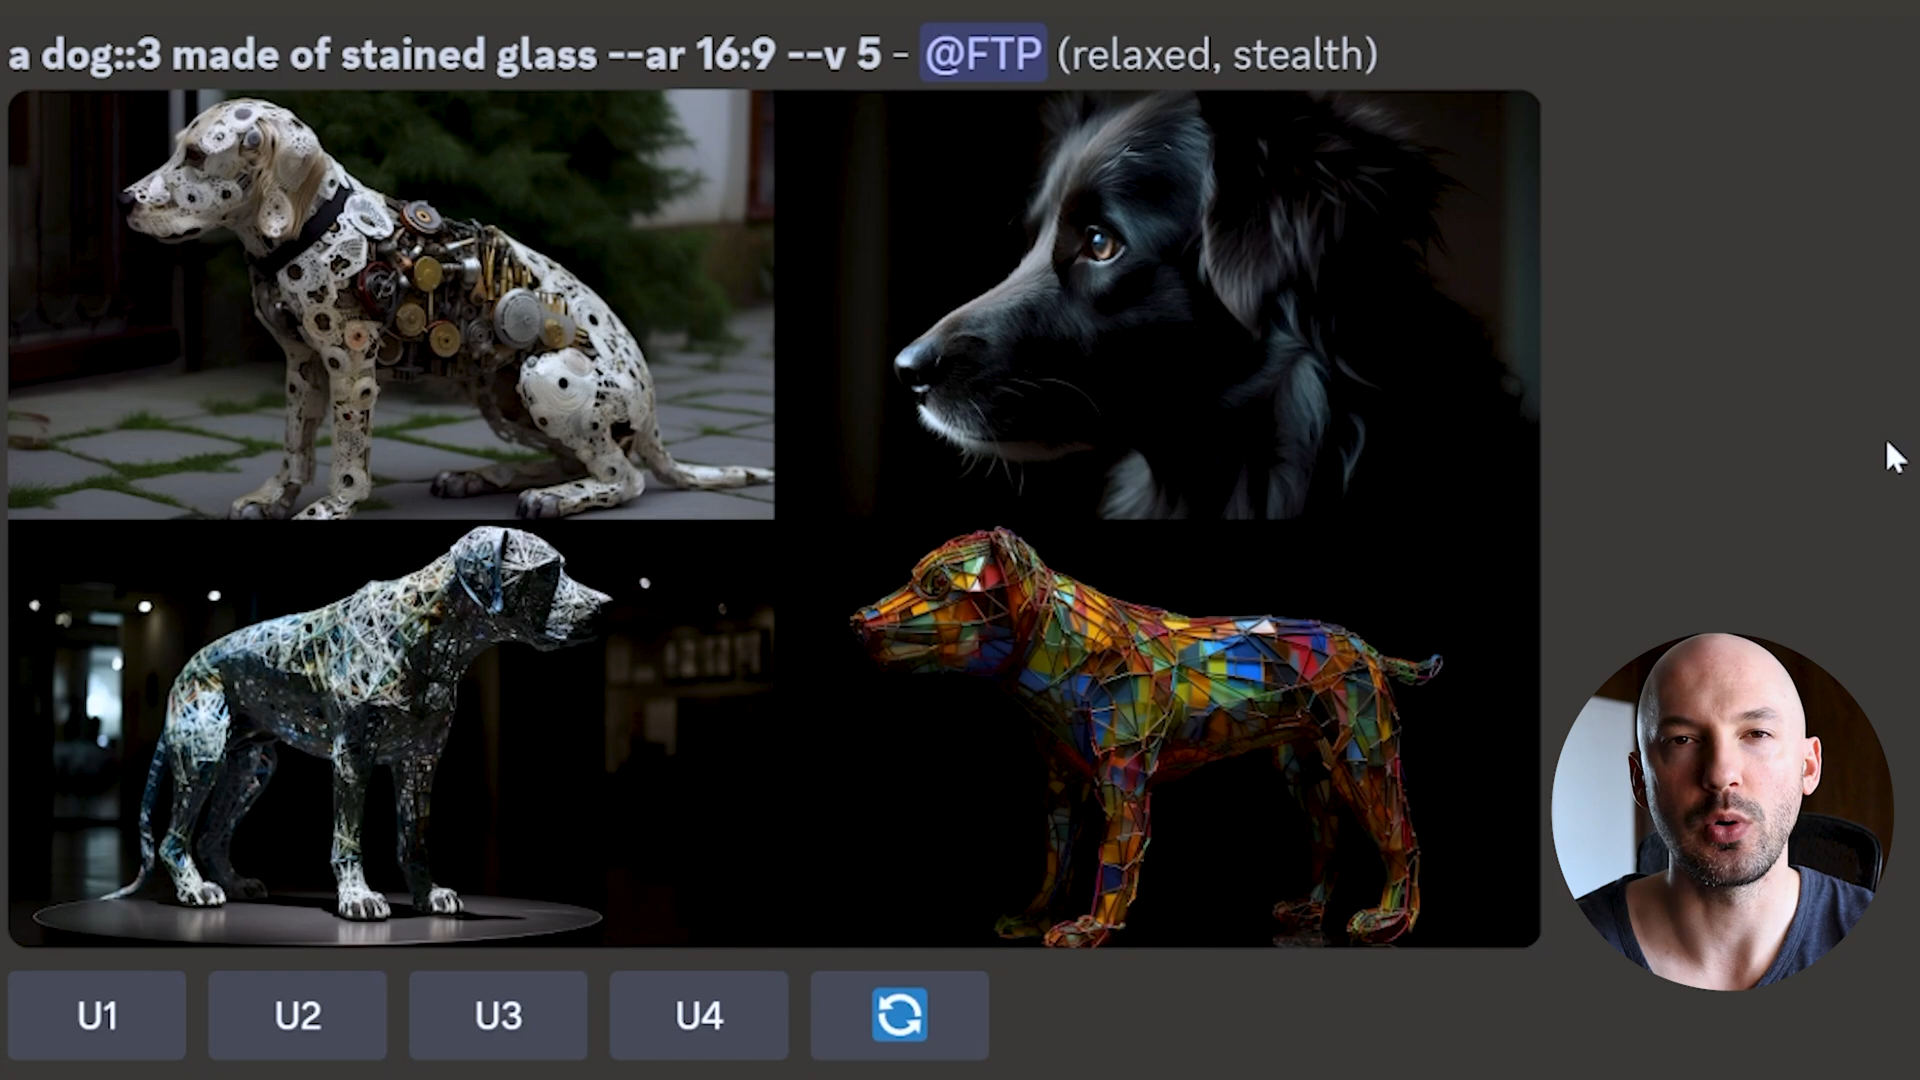 a dog::3 made of stained glass --ar 16:9 --v 5 - @FTP (relaxed, stealth)
U1 U2 U3 U4